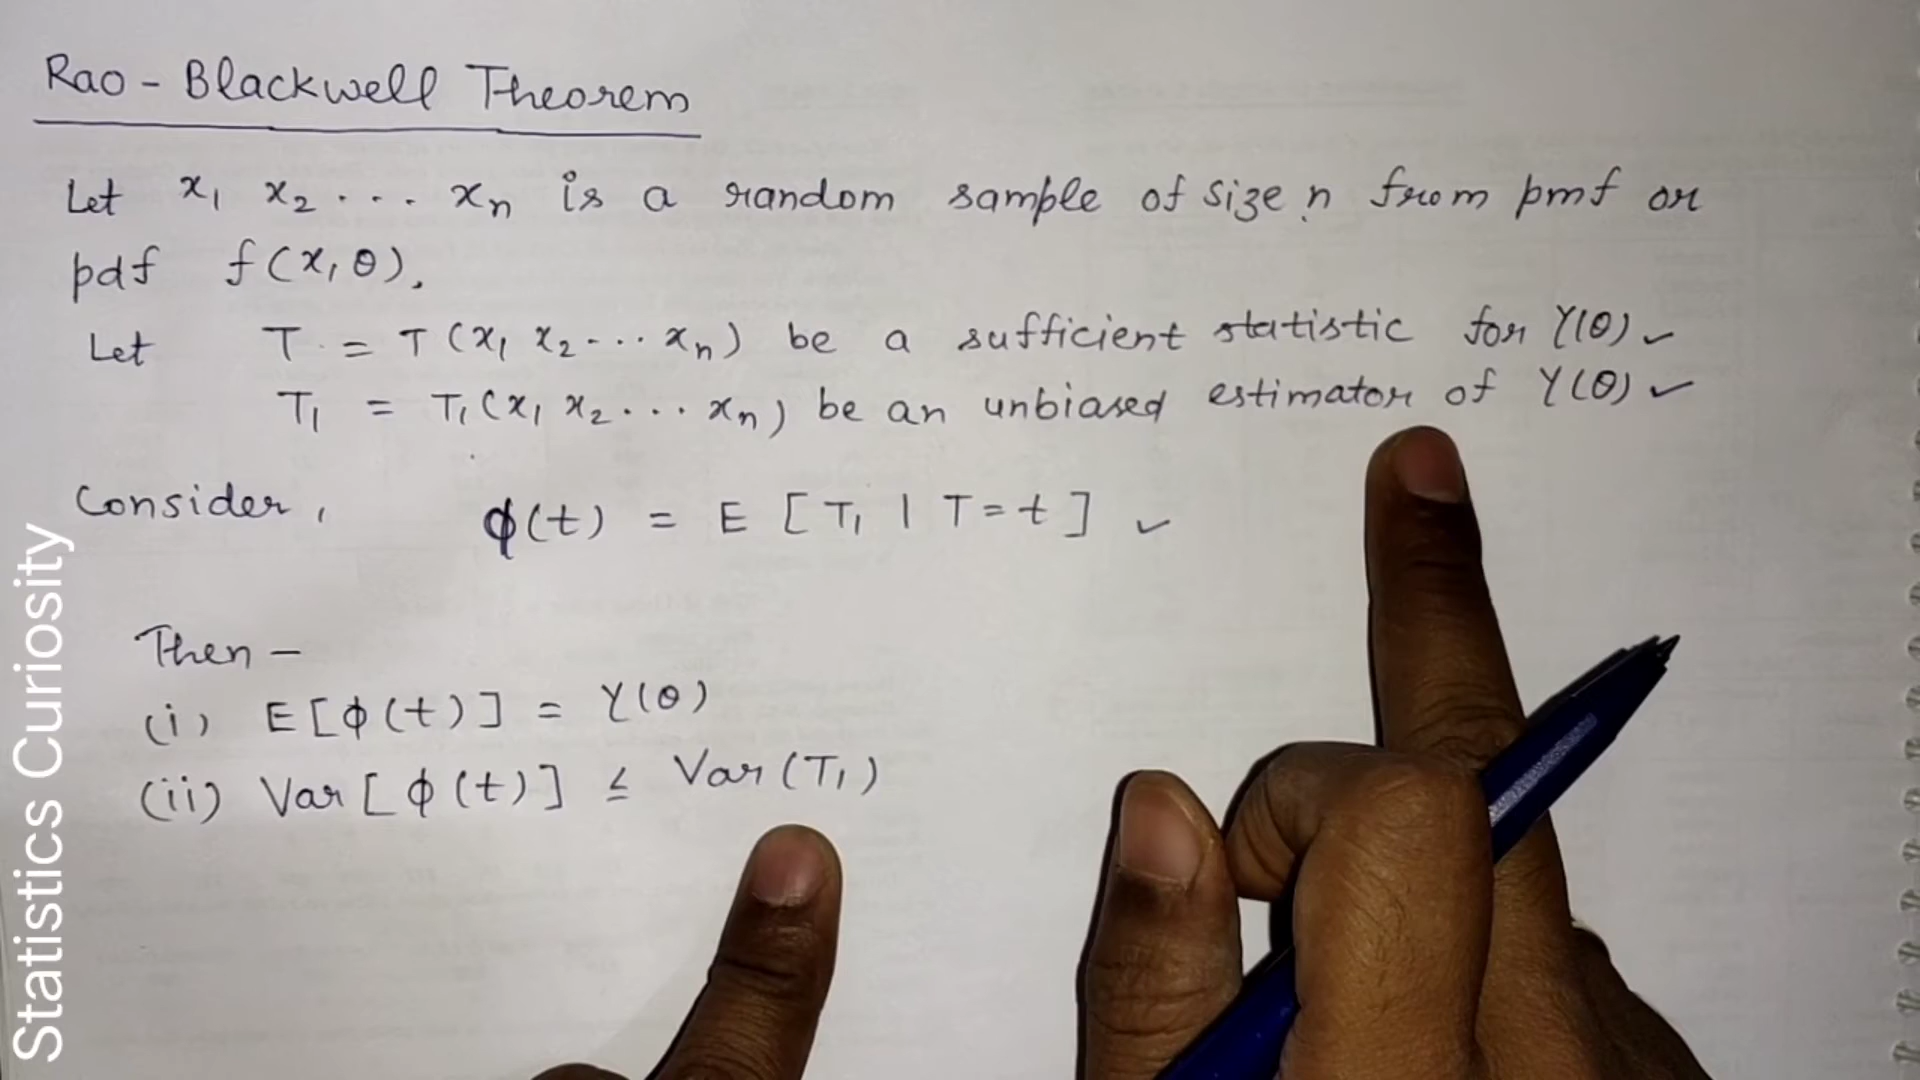 Rao - Blackwell Theorem
Let x₁ x₂ . . . xₙ is a random sample of size n from pmf or
pdf f(x, θ).
Let T = T(x₁ x₂ ... xₙ) be a sufficient statistic for γ(θ) ✓
T₁ = T₁(x₁ x₂ ... xₙ) be an unbiased estimator of γ(θ) ✓
Consider, ϕ(t) = E [T₁ | T = t] ✓
Then –
(i) E[ϕ(t)] = γ(θ)
(ii) Var[ϕ(t)] ≤ Var(T₁)
Statistics Curiosity